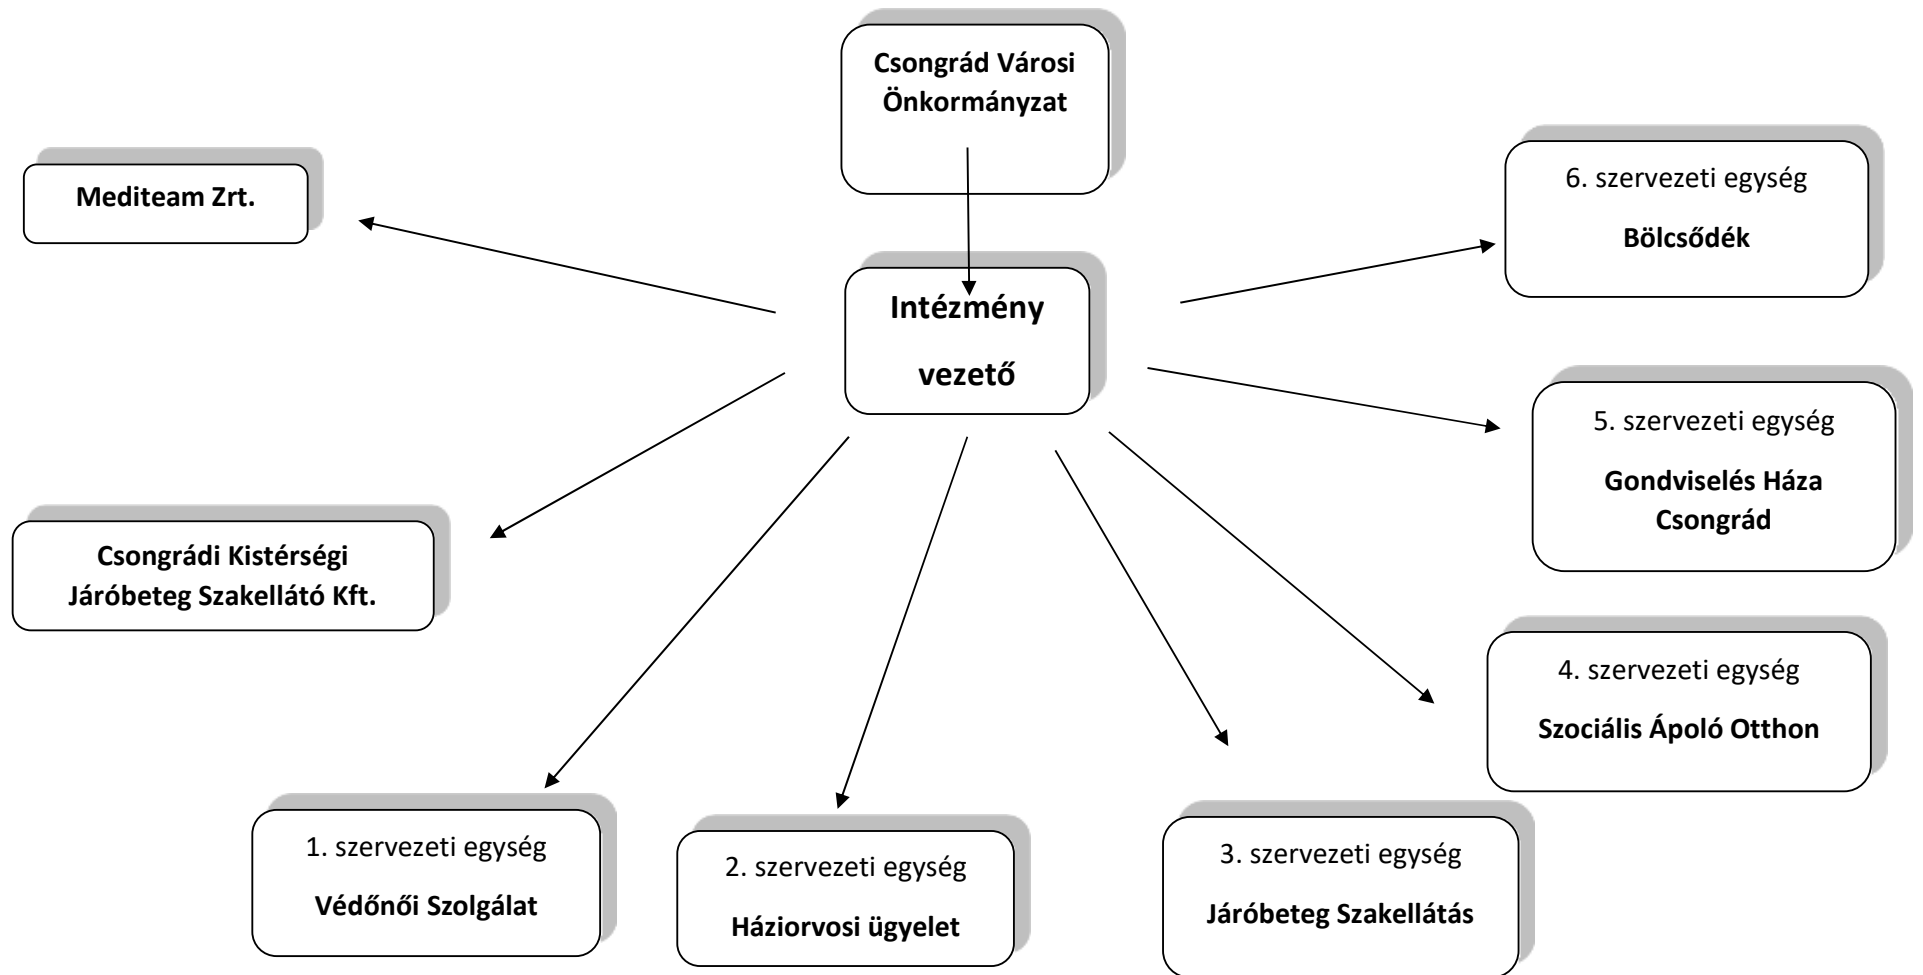 Csongrád Városi
Önkormányzat
Mediteam Zrt.
6. szervezeti egység
Bölcsődék
Intézmény
vezető
5. szervezeti egység
Gondviselés Háza
Csongrád
Csongrádi Kistérségi
Járóbeteg Szakellátó Kft.
4. szervezeti egység
Szociális Ápoló Otthon
1. szervezeti egység
Védőnői Szolgálat
2. szervezeti egység
Háziorvosi ügyelet
3. szervezeti egység
Járóbeteg Szakellátás